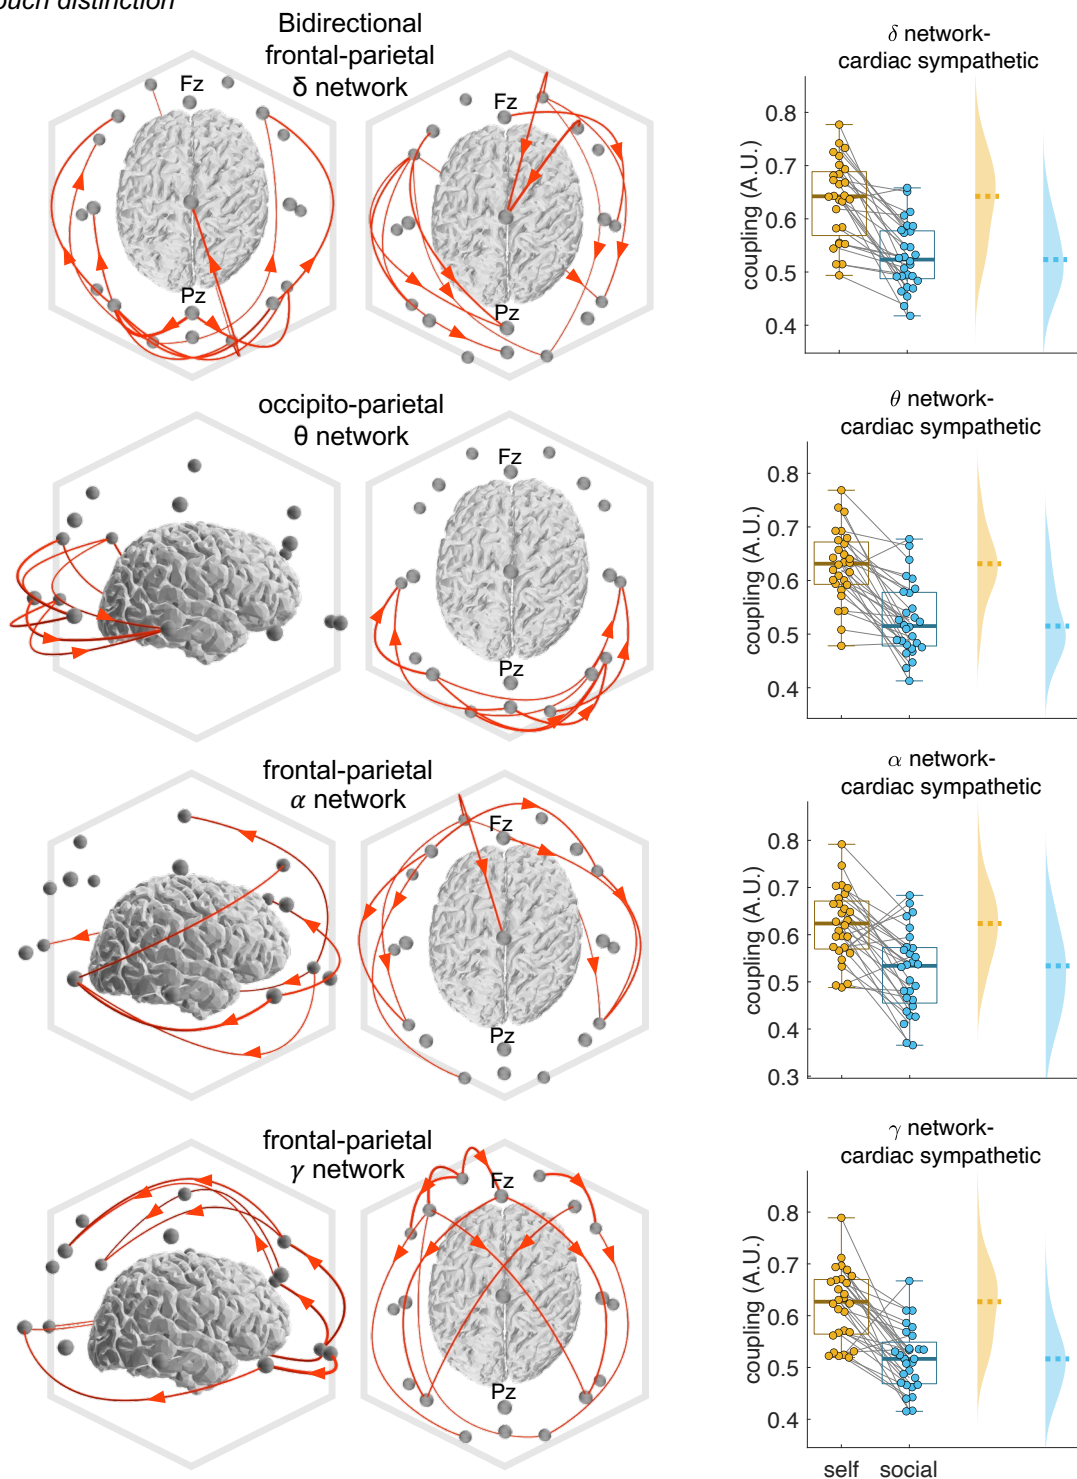 distinction
Bidirectional
frontal-parietal
δ network
Fz
Pz
Fz
Pz
δ network-
cardiac sympathetic
coupling (A.U.)
0.8
0.7
0.6
0.5
0.4
occipito-parietal
θ network
Fz
Pz
θ network-
cardiac sympathetic
coupling (A.U.)
0.8
0.7
0.6
0.5
0.4
frontal-parietal
α network
Fz
Pz
α network-
cardiac sympathetic
coupling (A.U.)
0.8
0.7
0.6
0.5
0.4
0.3
frontal-parietal
γ network
Fz
Pz
γ network-
cardiac sympathetic
coupling (A.U.)
0.8
0.7
0.6
0.5
0.4
self social